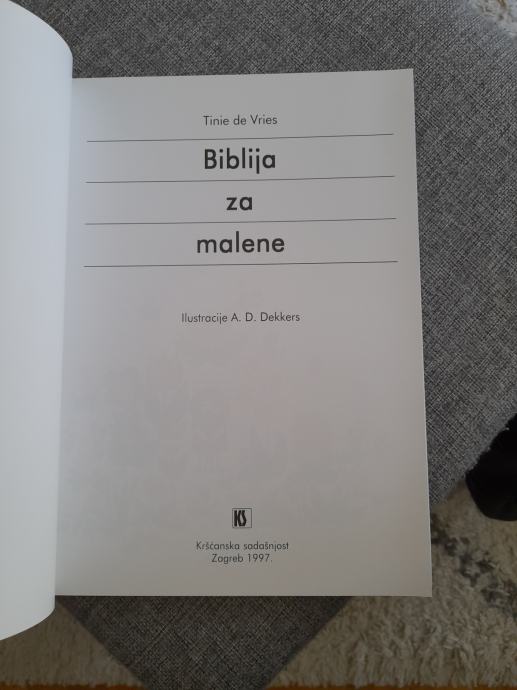 Tinie de Vries
Biblija
za
malene
Ilustracije A. D. Dekkers
KS
Kršćanska sadašnjost
Zagreb 1997.